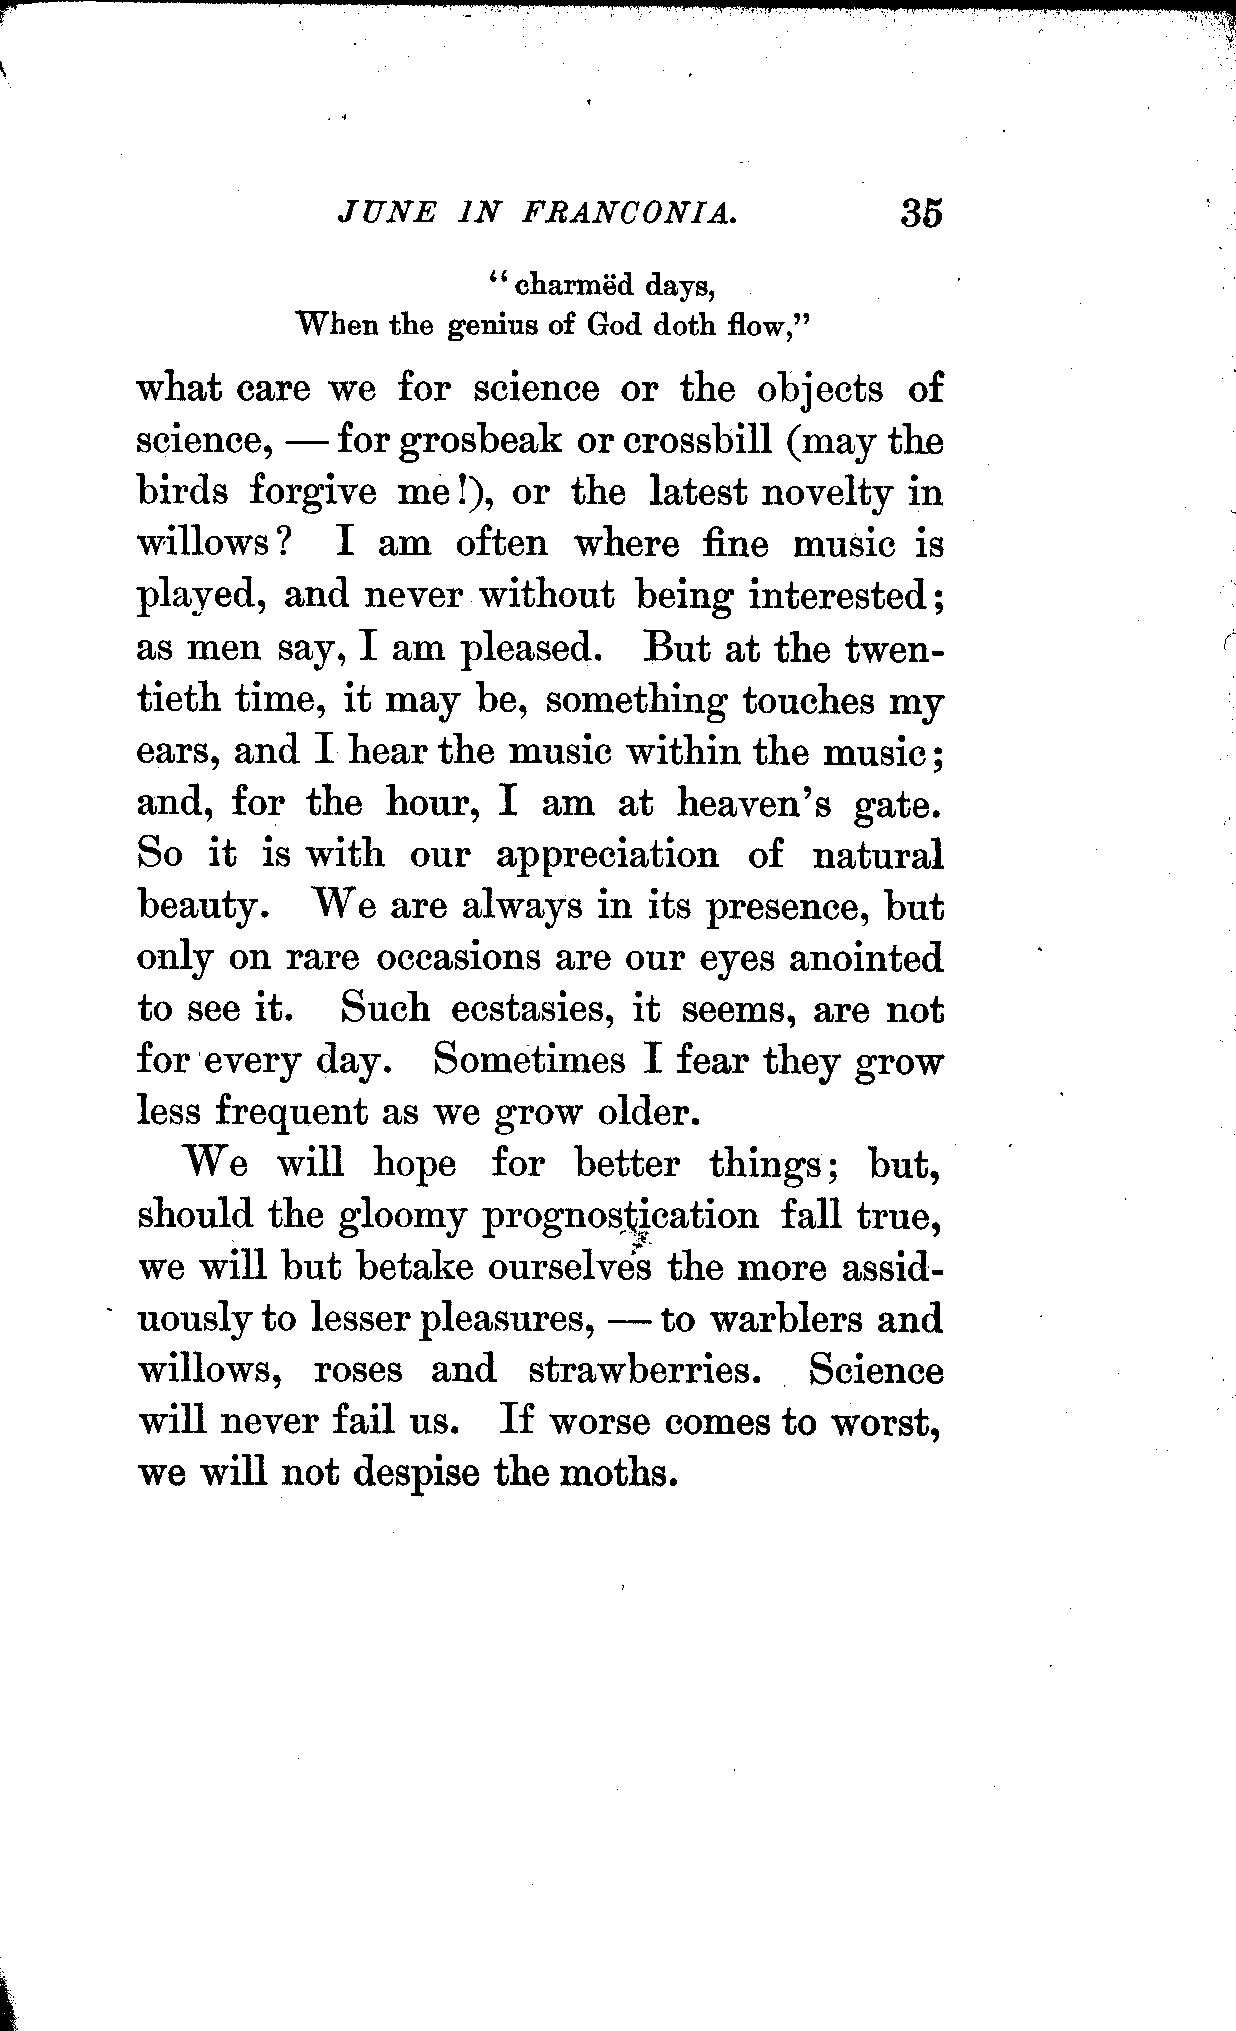 JUNE IN FRANCONIA. 35
"charmëd days,
When the genius of God doth flow,"
what care we for science or the objects of
science, — for grosbeak or crossbill (may the
birds forgive me!), or the latest novelty in
willows? I am often where fine music is
played, and never without being interested;
as men say, I am pleased. But at the twen-
tieth time, it may be, something touches my
ears, and I hear the music within the music;
and, for the hour, I am at heaven's gate.
So it is with our appreciation of natural
beauty. We are always in its presence, but
only on rare occasions are our eyes anointed
to see it. Such ecstasies, it seems, are not
for every day. Sometimes I fear they grow
less frequent as we grow older.
We will hope for better things; but,
should the gloomy prognostication fall true,
we will but betake ourselves the more assid-
uously to lesser pleasures, — to warblers and
willows, roses and strawberries. Science
will never fail us. If worse comes to worst,
we will not despise the moths.